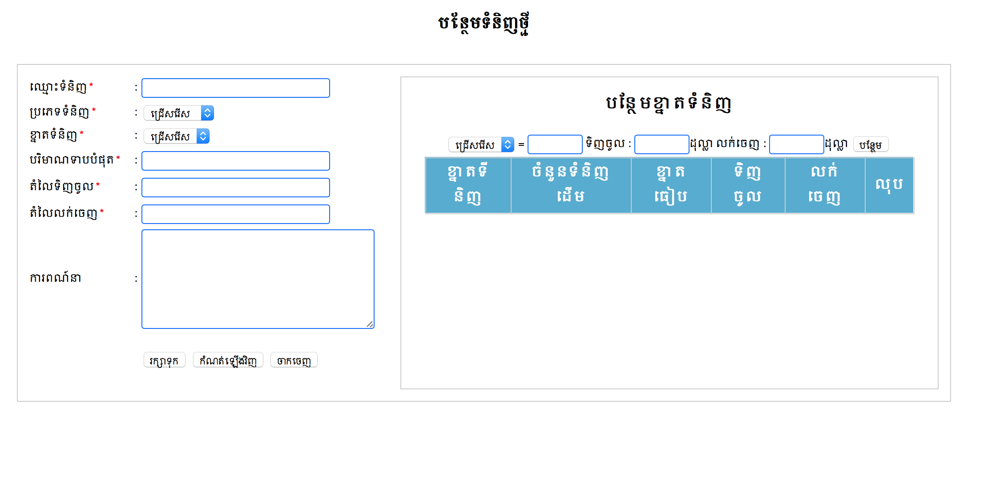 បន្ថែមទំនិញថ្មី
ឈ្មោះទំនិញ* :
ប្រភេទទំនិញ* : ជ្រើសរើស
ខ្នាតទំនិញ* : ជ្រើសរើស
បរិមាណទាបបំផុត* :
តំលៃទិញចូល* :
តំលៃលក់ចេញ* :
ការពណ៍នា :
រក្សាទុក កំណត់ឡើងវិញ ចាកចេញ
បន្ថែមខ្នាតទំនិញ
ជ្រើសរើស = ទិញចូល : ដុល្លា លក់ចេញ : ដុល្លា បន្ថែម
ខ្នាតទី
និញ
ចំនួនទំនិញ
ដើម
ខ្នាត
ធៀប
ទិញ
ចូល
លក់
ចេញ
លុប